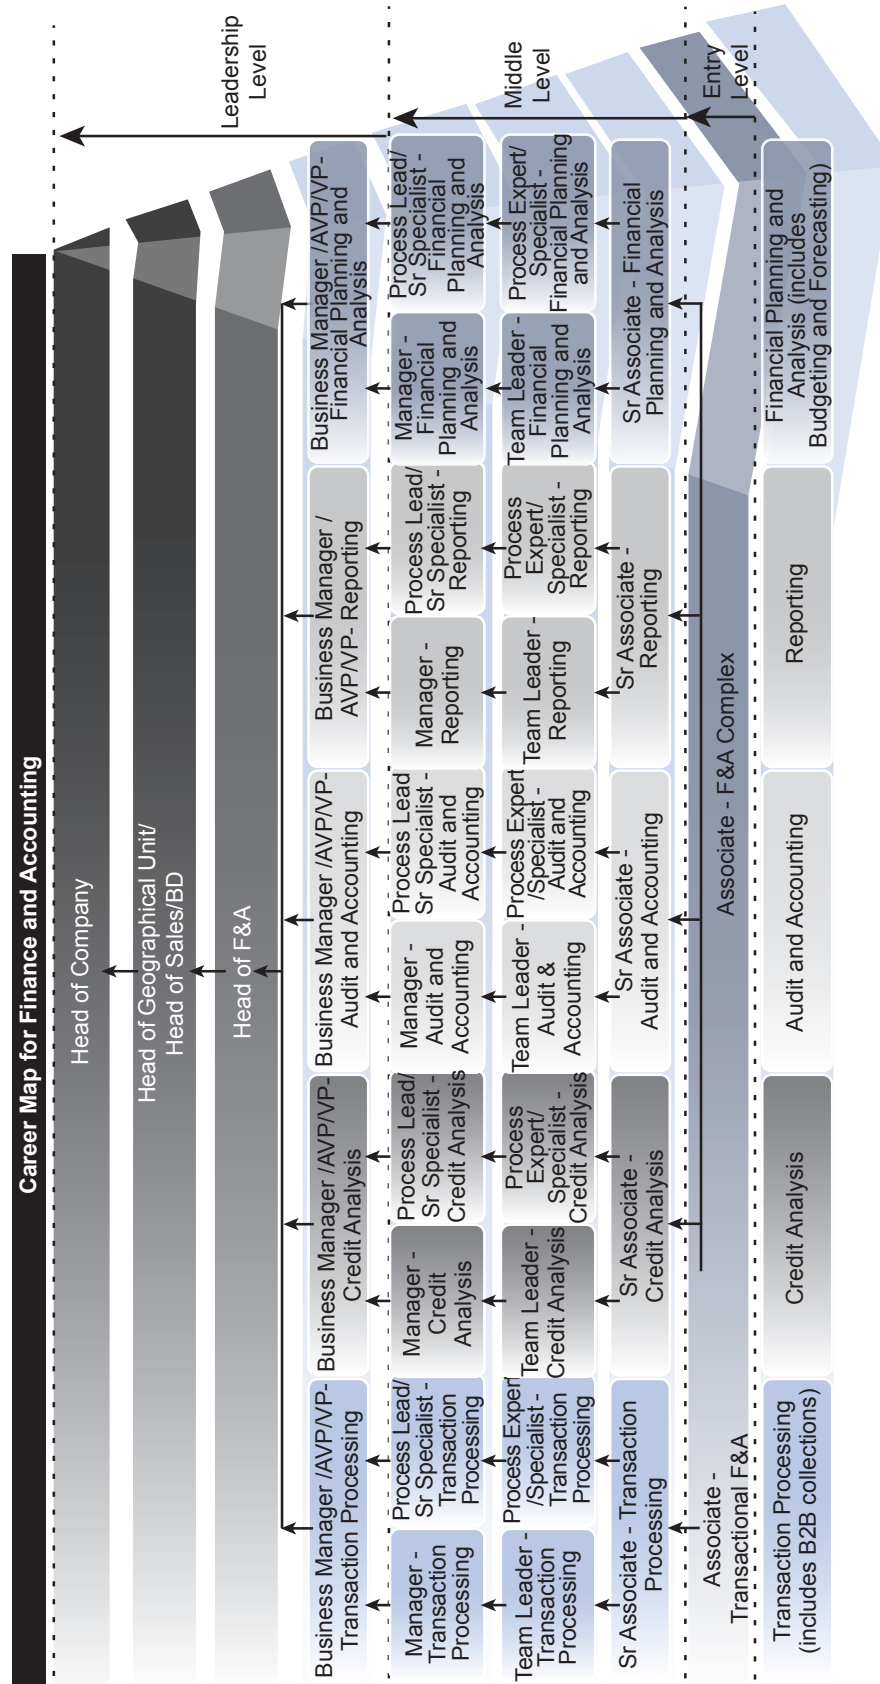 Career Map for Finance and Accounting
Head of Company
Head of Geographical Unit/
Head of Sales/BD
Head of F&A
Leadership
Level
Business Manager /AVP/VP-
Transaction Processing
Business Manager /AVP/VP-
Credit Analysis
Business Manager /AVP/VP-
Audit and Accounting
Business Manager /
AVP/VP- Reporting
Business Manager /AVP/VP-
Financial Planning and
Analysis
Manager -
Transaction
Processing
Process Lead/
Sr Specialist -
Transaction
Processing
Manager -
Credit
Analysis
Process Lead/
Sr Specialist -
Credit Analysis
Manager -
Audit and
Accounting
Process Lead/
Sr Specialist -
Audit and
Accounting
Manager -
Reporting
Process Lead/
Sr Specialist -
Reporting
Manager -
Financial
Planning and
Analysis
Process Lead/
Sr Specialist -
Financial
Planning and
Analysis
Middle
Level
Team Leader -
Transaction
Processing
Process Expert
/Specialist -
Transaction
Processing
Team Leader -
Credit Analysis
Process
Expert/
Specialist -
Credit Analysis
Team Leader -
Audit &
Accounting
Process Expert
/Specialist -
Audit and
Accounting
Team Leader -
Reporting
Process
Expert/
Specialist -
Reporting
Team Leader -
Financial
Planning and
Analysis
Process Expert/
Specialist -
Financial Planning
and Analysis
Sr Associate - Transaction
Processing
Sr Associate -
Credit Analysis
Sr Associate -
Audit and Accounting
Sr Associate -
Reporting
Sr Associate - Financial
Planning and Analysis
Entry
Level
Associate -
Transactional F&A
Associate - F&A Complex
Transaction Processing
(includes B2B collections)
Credit Analysis
Audit and Accounting
Reporting
Financial Planning and
Analysis (includes
Budgeting and Forecasting)